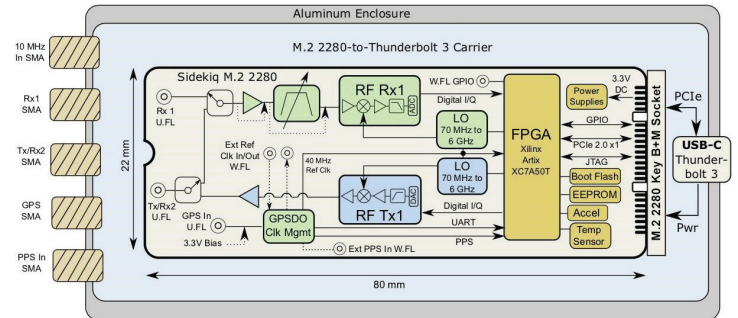 Aluminum Enclosure
M.2 2280-to-Thunderbolt 3 Carrier
10 MHz
In SMA
Rx1
SMA
Tx/Rx2
SMA
GPS
SMA
PPS In
SMA
22 mm
80 mm
Sidekiq M.2 2280
Rx 1
U.FL
RF Rx1
ADC
W.FL GPIO
Digital I/Q
LO
70 MHz to
6 GHz
LO
70 MHz to
6 GHz
Ext Ref
Clk In/Out
W.FL
40 MHz
Ref Clk
Tx/Rx2
U.FL
GPS In
U.FL
3.3V Bias
GPSDO
Clk Mgmt
RF Tx1
DAC
Digital I/Q
UART
PPS
Ext PPS In W.FL
FPGA
Xilinx
Artix
XC7A50T
Power
Supplies
3.3V
DC
GPIO
PCIe 2.0 x1
JTAG
Boot Flash
EEPROM
Accel
Temp
Sensor
M.2 2280 Key B+M Socket
PCIe
USB-C
Thunder-
bolt 3
Pwr